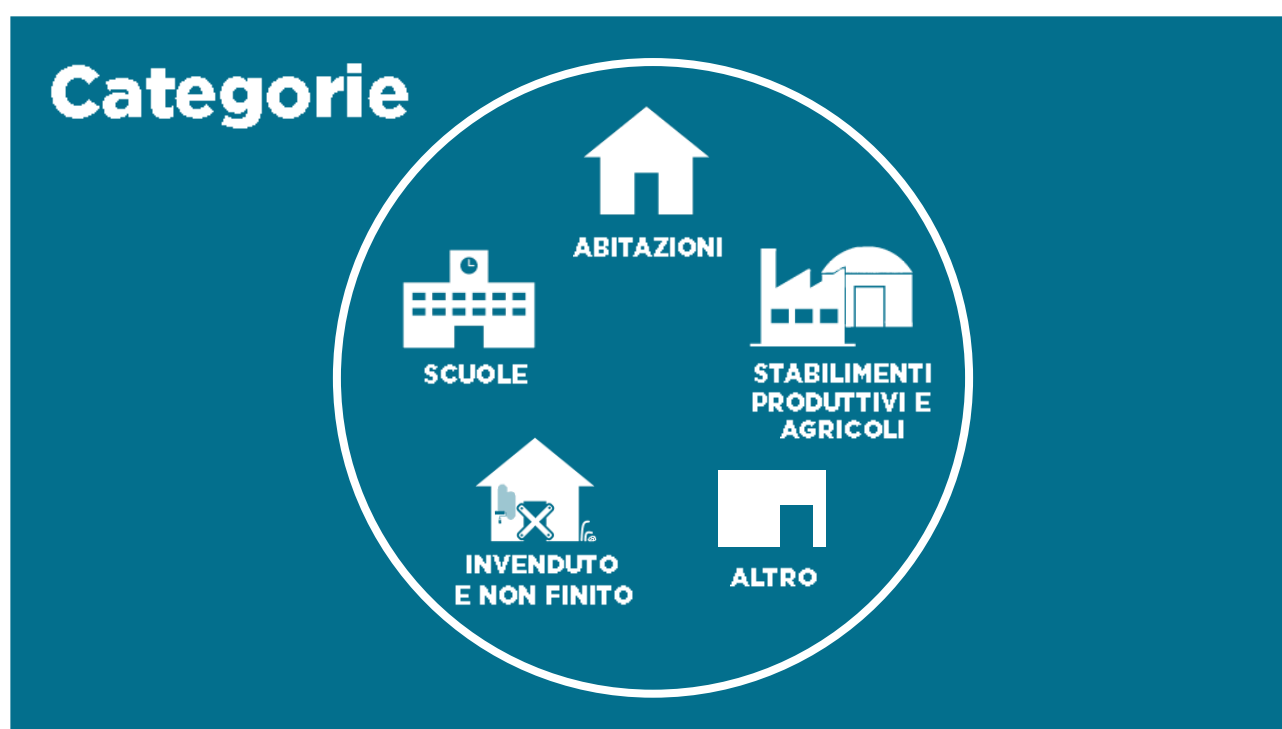 Categorie
ABITAZIONI
SCUOLE
STABILIMENTI
PRODUTTIVI E
AGRICOLI
INVENDUTO
E NON FINITO
ALTRO